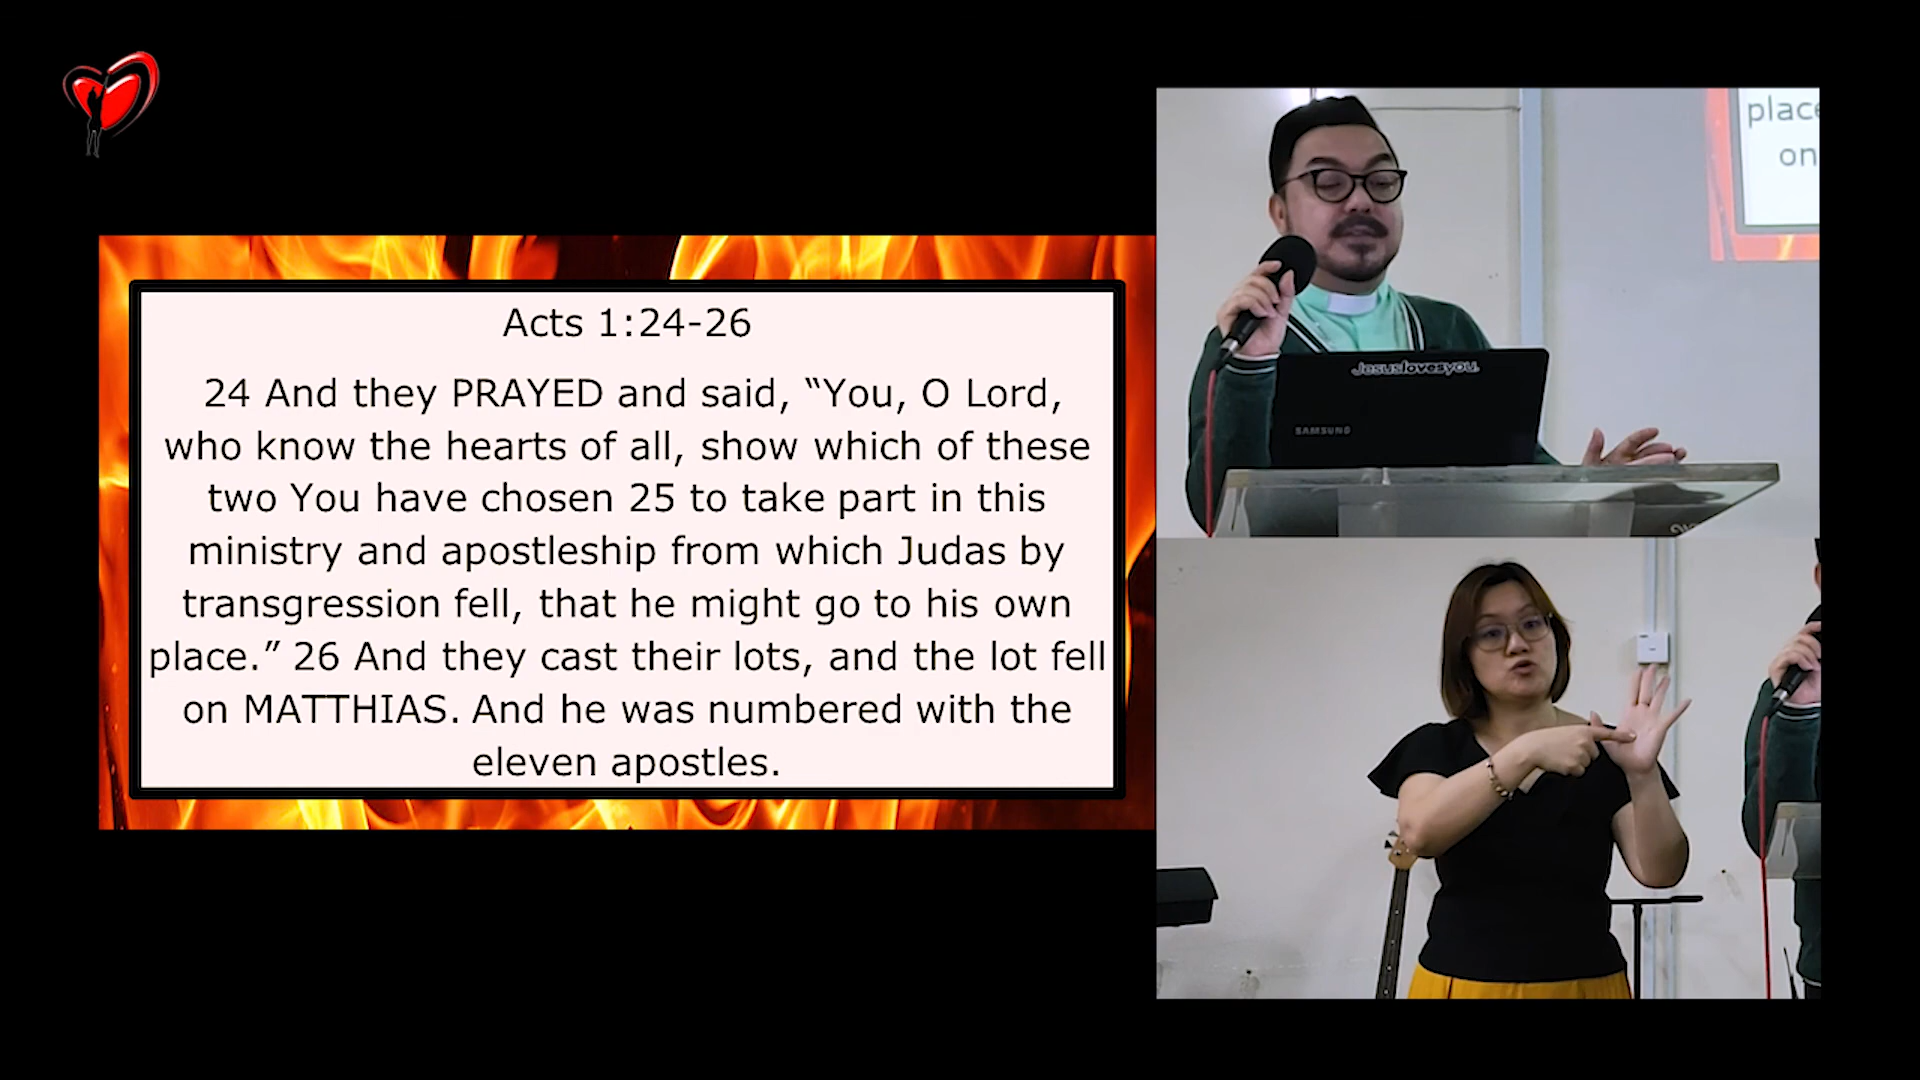 Acts 1:24-26
24 And they PRAYED and said, “You, O Lord,
who know the hearts of all, show which of these
two You have chosen 25 to take part in this
ministry and apostleship from which Judas by
transgression fell, that he might go to his own
place.” 26 And they cast their lots, and the lot fell
on MATTHIAS. And he was numbered with the
eleven apostles.
place
on
Jesuslovesyou.
SAMSUNG